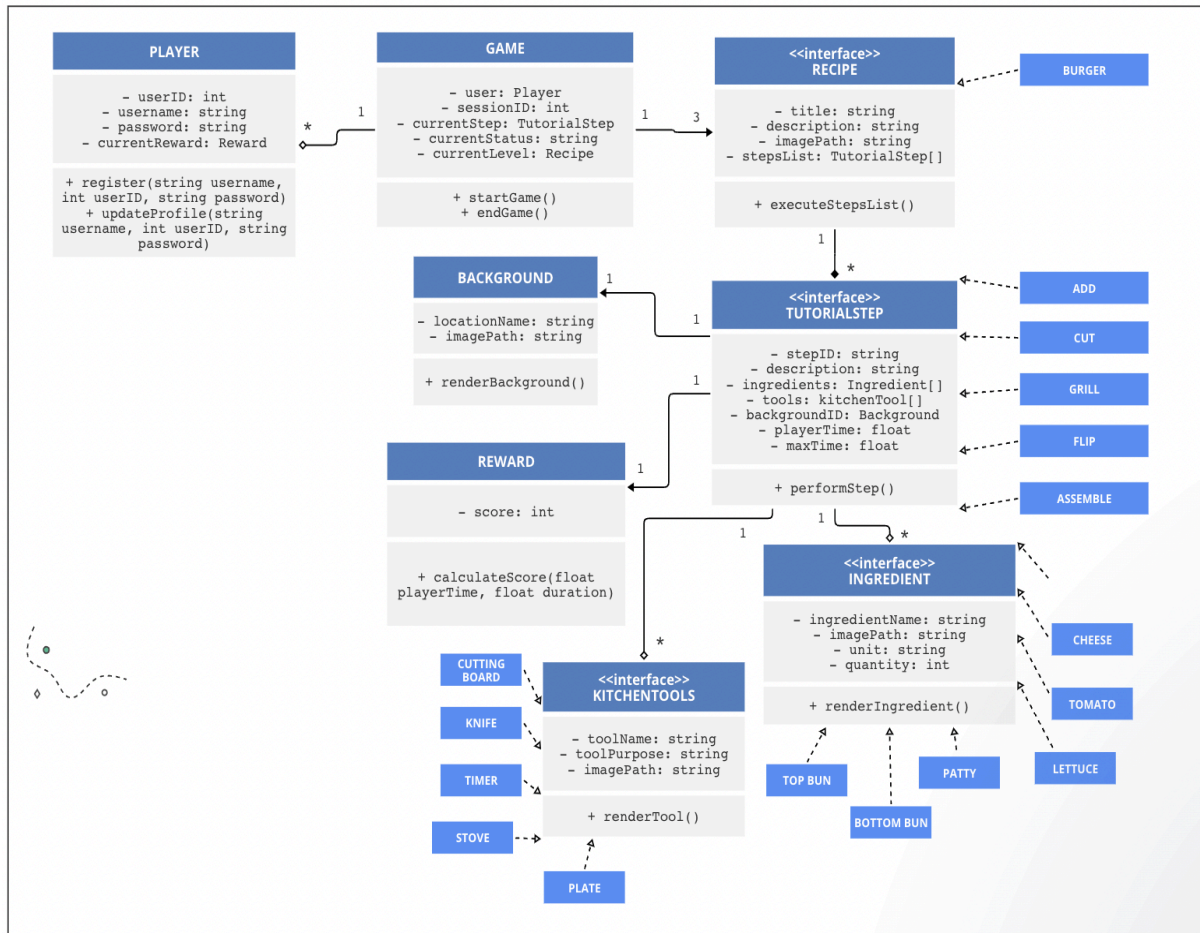 PLAYER
- userID: int
- username: string
- password: string
- currentReward: Reward
+ register(string username,
int userID, string password)
+ updateProfile(string
username, int userID, string
password)
1
*
GAME
- user: Player
- sessionID: int
- currentStep: TutorialStep
- currentStatus: string
- currentLevel: Recipe
+ startGame()
+ endGame()
1
3
<<interface>>
RECIPE
- title: string
- description: string
- imagePath: string
- stepsList: TutorialStep[]
+ executeStepsList()
BURGER
1
*
BACKGROUND
- locationName: string
- imagePath: string
+ renderBackground()
1
1
<<interface>>
TUTORIALSTEP
- stepID: string
- description: string
- ingredients: Ingredient[]
- tools: kitchenTool[]
- backgroundID: Background
- playerTime: float
- maxTime: float
+ performStep()
ADD
CUT
GRILL
FLIP
ASSEMBLE
1
1
REWARD
- score: int
+ calculateScore(float
playerTime, float duration)
1
*
1
*
<<interface>>
INGREDIENT
- ingredientName: string
- imagePath: string
- unit: string
- quantity: int
+ renderIngredient()
CHEESE
TOMATO
LETTUCE
PATTY
BOTTOM BUN
TOP BUN
<<interface>>
KITCHENTOOLS
- toolName: string
- toolPurpose: string
- imagePath: string
+ renderTool()
CUTTING
BOARD
KNIFE
TIMER
STOVE
PLATE